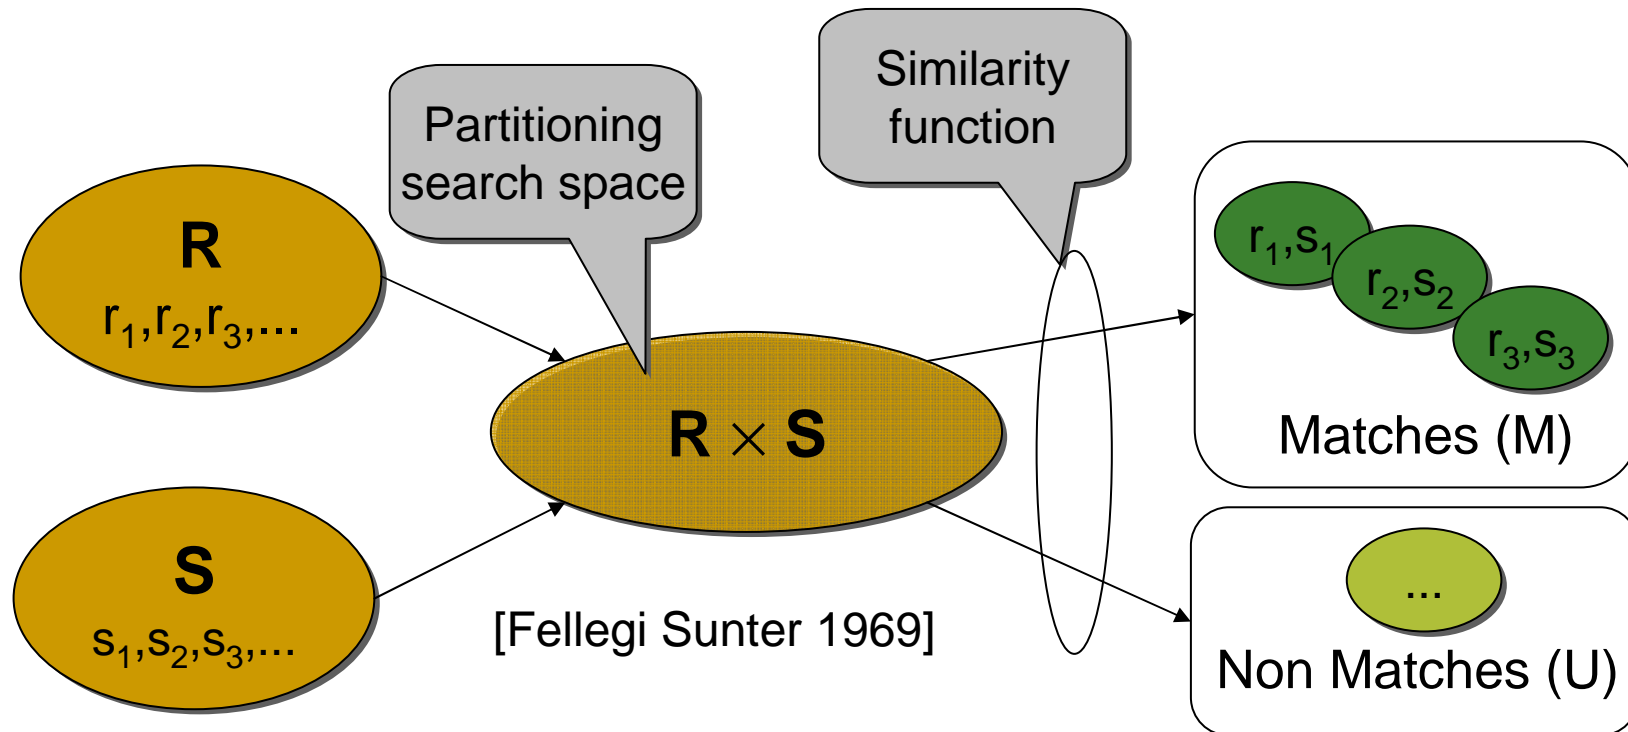 Partitioning
search space
Similarity
function
R
r₁,r₂,r₃,...
S
s₁,s₂,s₃,...
R × S
[Fellegi Sunter 1969]
r₁,s₁
r₂,s₂
r₃,s₃
Matches (M)
...
Non Matches (U)